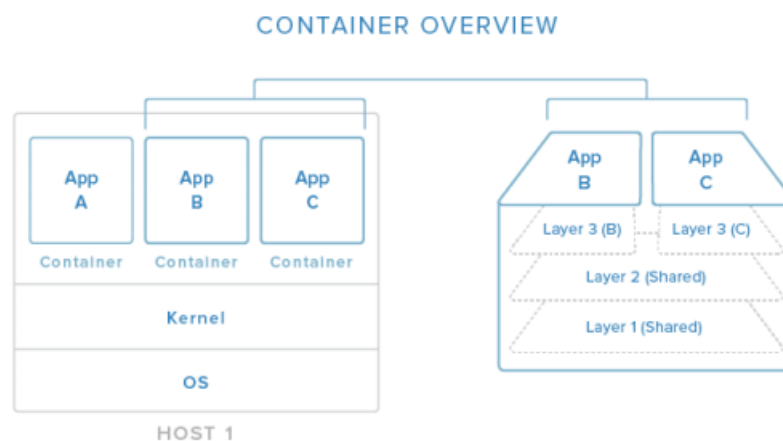 CONTAINER OVERVIEW
App
A
App
B
App
C
Container
Container
Container
Kernel
OS
HOST 1
App
B
App
C
Layer 3 (B)
Layer 3 (C)
Layer 2 (Shared)
Layer 1 (Shared)